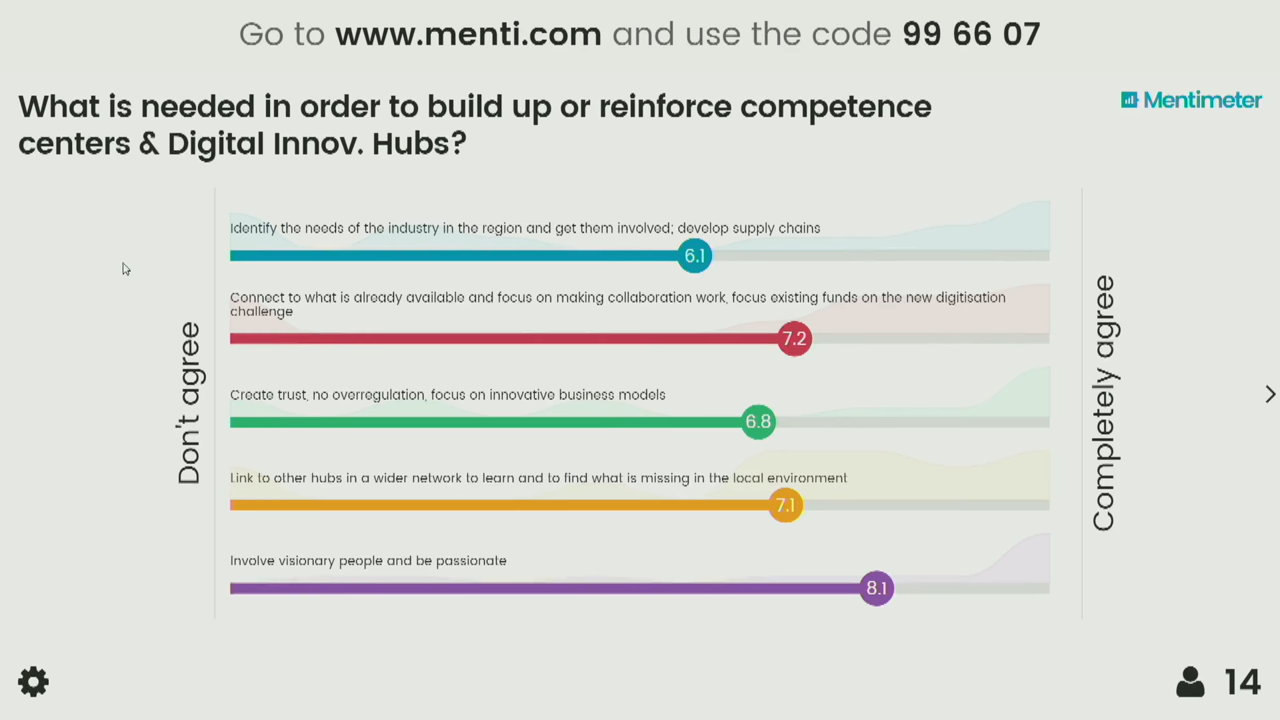 Go to www.menti.com and use the code 99 66 07
What is needed in order to build up or reinforce competence
centers & Digital Innov. Hubs?
Mentimeter
Identify the needs of the industry in the region and get them involved; develop supply chains
6.1
Connect to what is already available and focus on making collaboration work, focus existing funds on the new digitisation
challenge
7.2
Create trust, no overregulation, focus on innovative business models
6.8
Link to other hubs in a wider network to learn and to find what is missing in the local environment
7.1
Involve visionary people and be passionate
8.1
Don't agree
Completely agree
14